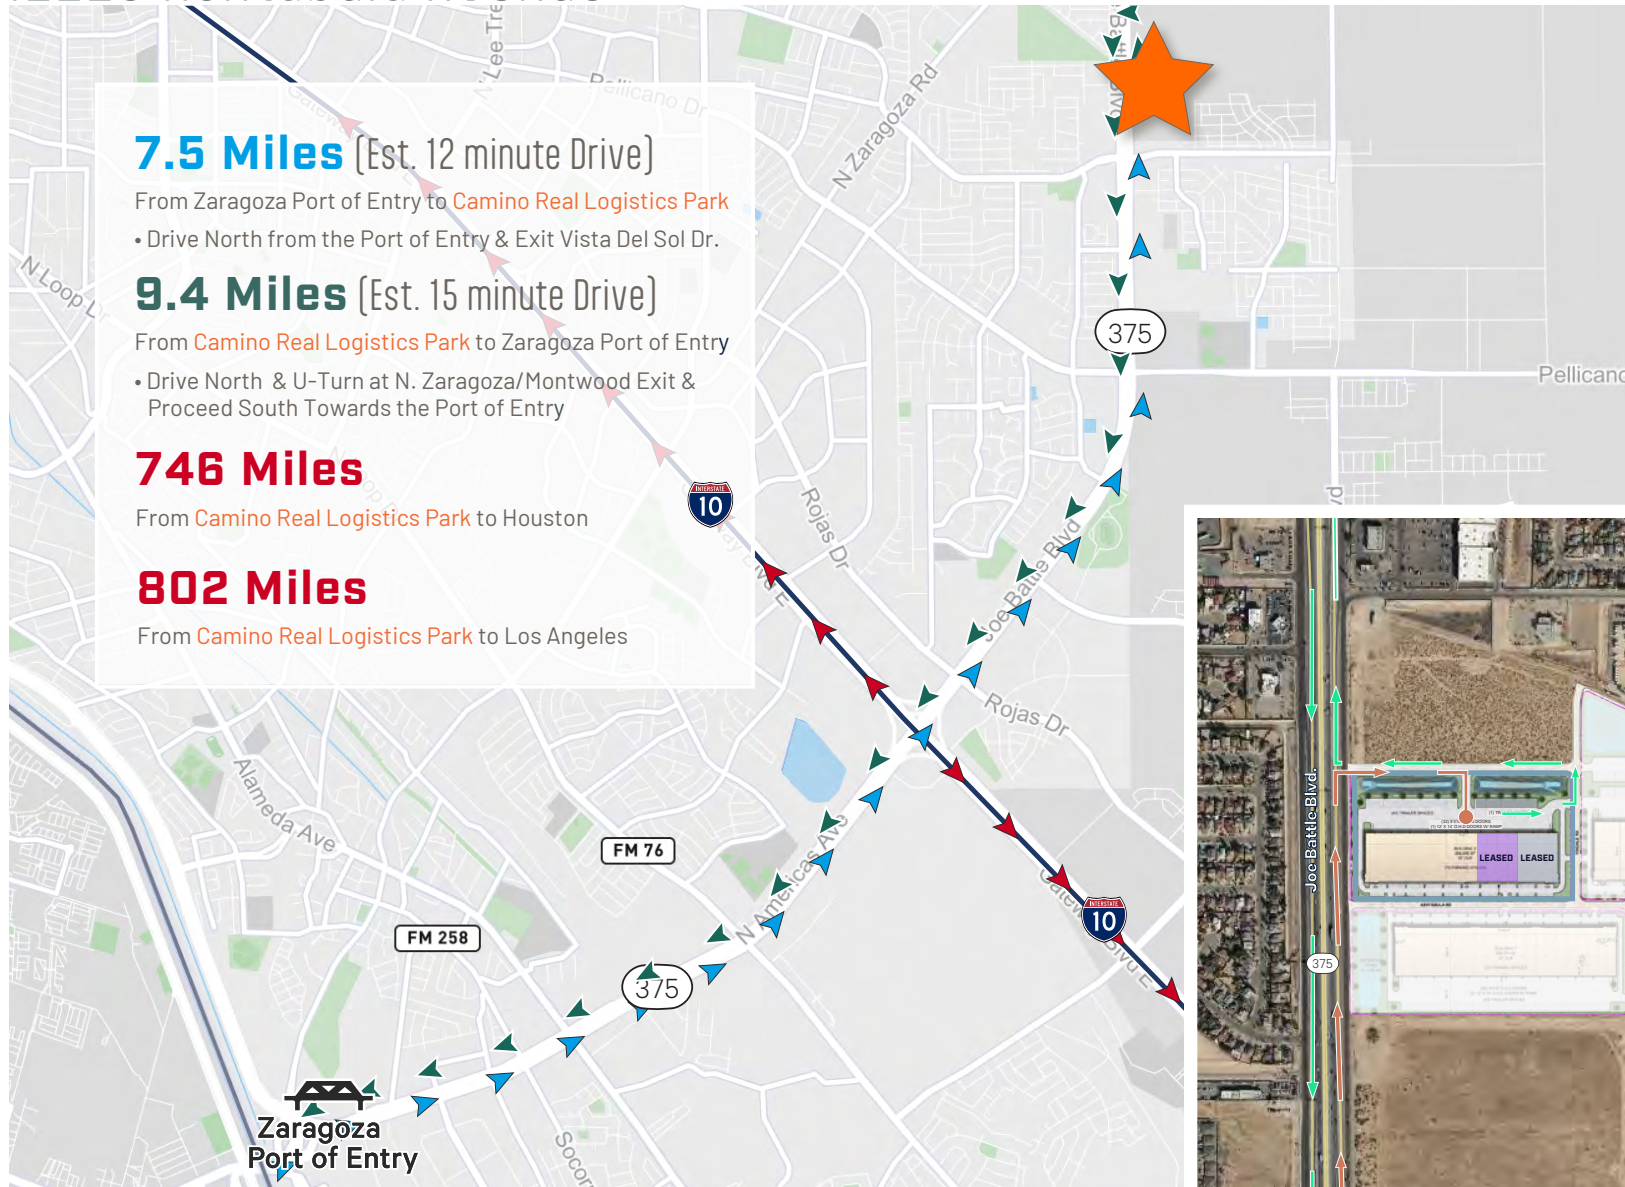 N Lee Tre
Pellicano Dr
N Zaragoza Rd
7.5 Miles (Est. 12 minute Drive)
From Zaragoza Port of Entry to Camino Real Logistics Park
• Drive North from the Port of Entry & Exit Vista Del Sol Dr.
N Loop Dr
9.4 Miles (Est. 15 minute Drive)
From Camino Real Logistics Park to Zaragoza Port of Entry
• Drive North & U-Turn at N. Zaragoza/Montwood Exit &
Proceed South Towards the Port of Entry
375
Pellicano
746 Miles
From Camino Real Logistics Park to Houston
INTERSTATE
10
Rojas Dr
Joe Battle Blvd
802 Miles
From Camino Real Logistics Park to Los Angeles
Rojas Dr
Alameda Ave
FM 76
N Americas Ave
INTERSTATE
10
Blvd E
FM 258
375
Zaragoza
Port of Entry
Socorr
Joe Battle Blvd.
LEASED
LEASED
375